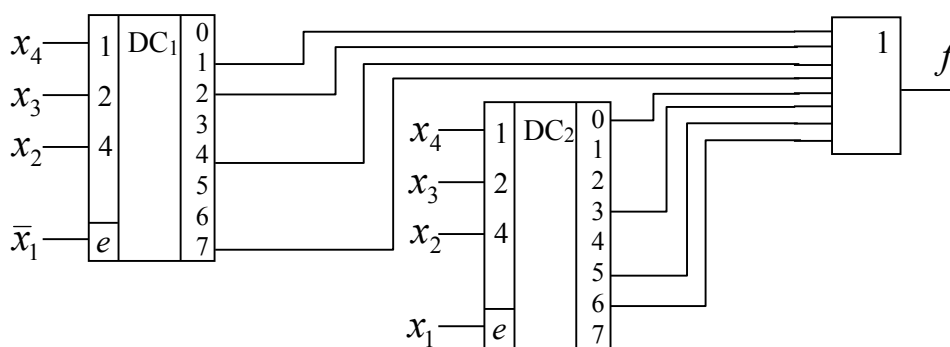 x₄ 1 DC₁ 0 1 f
1
x₃ 2 2
3
x₂ 4 4
5
6
x̅₁ e 7
x₄ 1 DC₂ 0
1
x₃ 2 2
3
x₂ 4 4
5
6
x₁ e 7